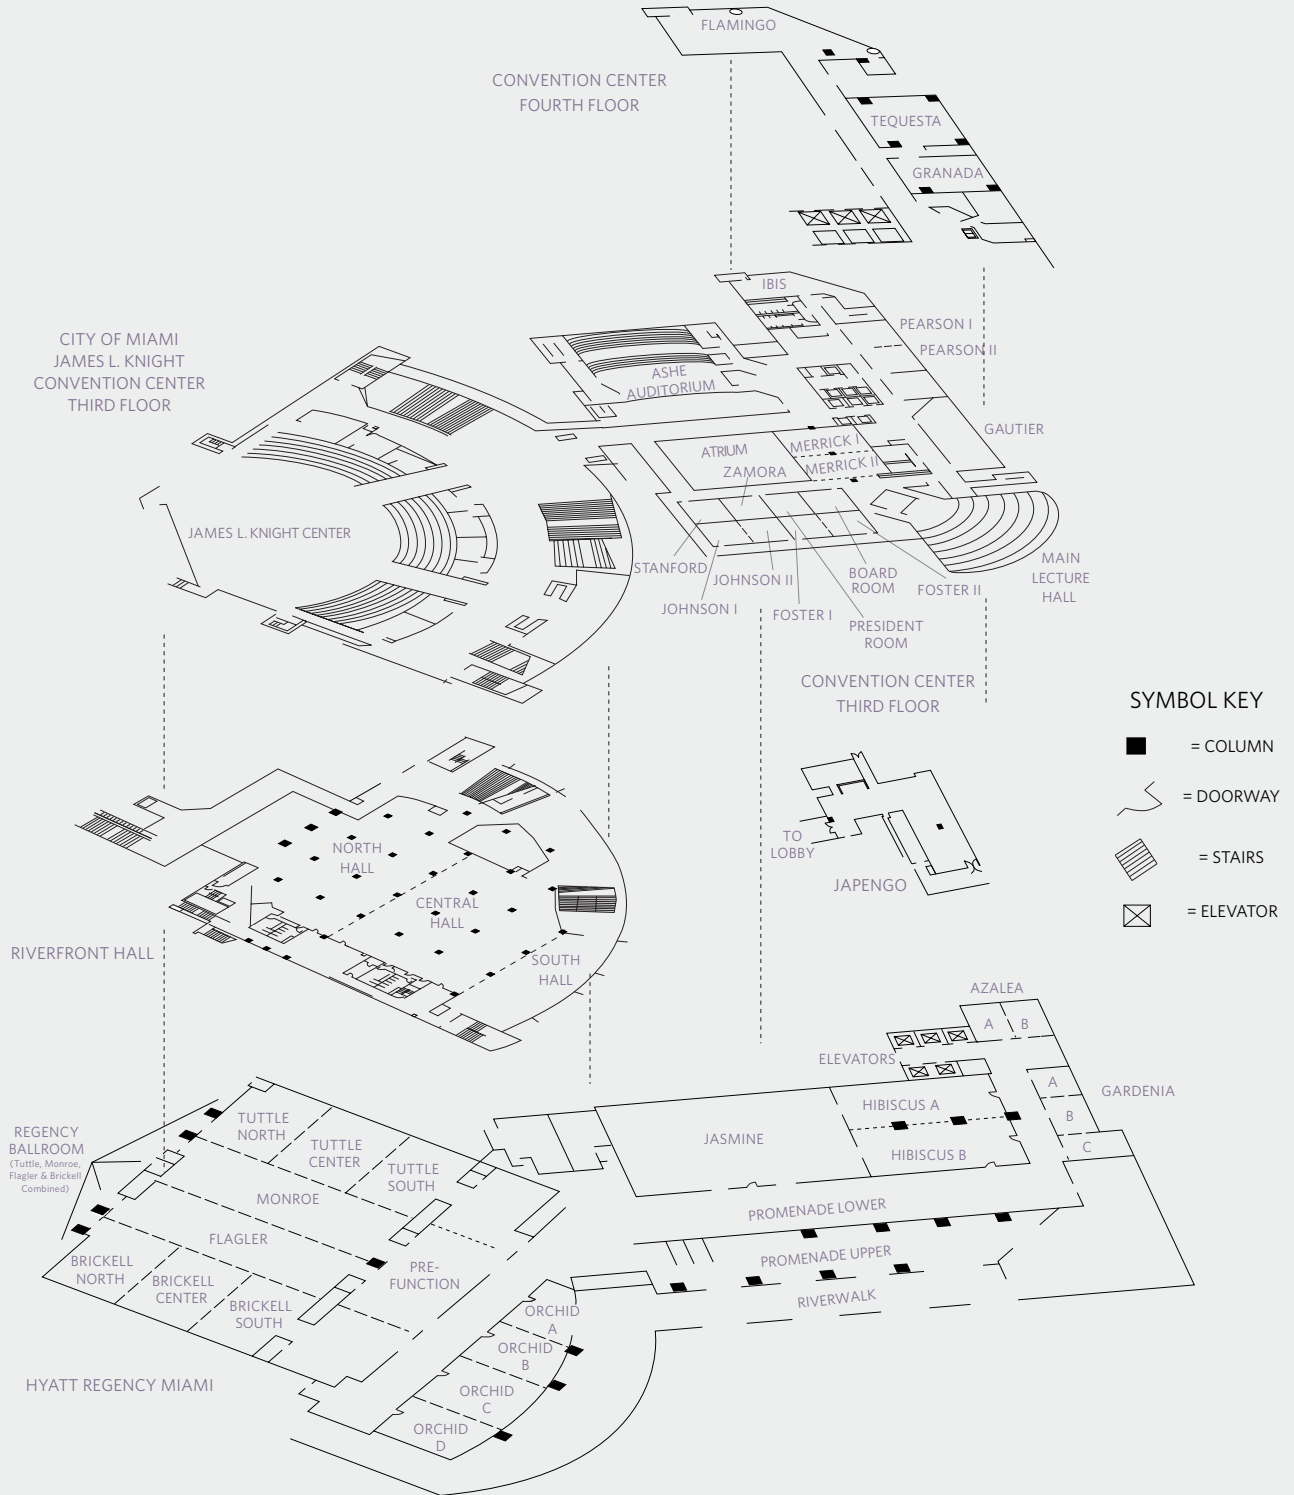 FLAMINGO
CONVENTION CENTER
FOURTH FLOOR
TEQUESTA
GRANADA
IBIS
PEARSON I
PEARSON II
CITY OF MIAMI
JAMES L. KNIGHT
CONVENTION CENTER
THIRD FLOOR
ASHE
AUDITORIUM
GAUTIER
ATRIUM
MERRICK I
MERRICK II
ZAMORA
JAMES L. KNIGHT CENTER
STANFORD
JOHNSON II
JOHNSON I
FOSTER I
BOARD
ROOM
PRESIDENT
ROOM
FOSTER II
MAIN
LECTURE
HALL
CONVENTION CENTER
THIRD FLOOR
SYMBOL KEY
= COLUMN
= DOORWAY
= STAIRS
= ELEVATOR
TO
LOBBY
JAPENGO
NORTH
HALL
CENTRAL
HALL
SOUTH
HALL
RIVERFRONT HALL
AZALEA
A
B
ELEVATORS
GARDENIA
A
B
C
HIBISCUS A
HIBISCUS B
JASMINE
PROMENADE LOWER
PROMENADE UPPER
RIVERWALK
REGENCY
BALLROOM
(Tuttle, Monroe,
Flagler & Brickell
Combined)
TUTTLE
NORTH
TUTTLE
CENTER
TUTTLE
SOUTH
MONROE
FLAGLER
BRICKELL
NORTH
BRICKELL
CENTER
BRICKELL
SOUTH
PRE-
FUNCTION
ORCHID
A
ORCHID
B
ORCHID
C
ORCHID
D
HYATT REGENCY MIAMI